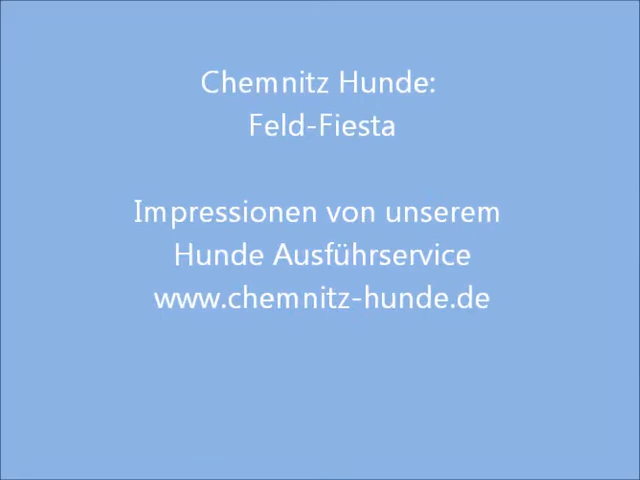 Chemnitz Hunde:
Feld-Fiesta
Impressionen von unserem
Hunde Ausführservice
www.chemnitz-hunde.de